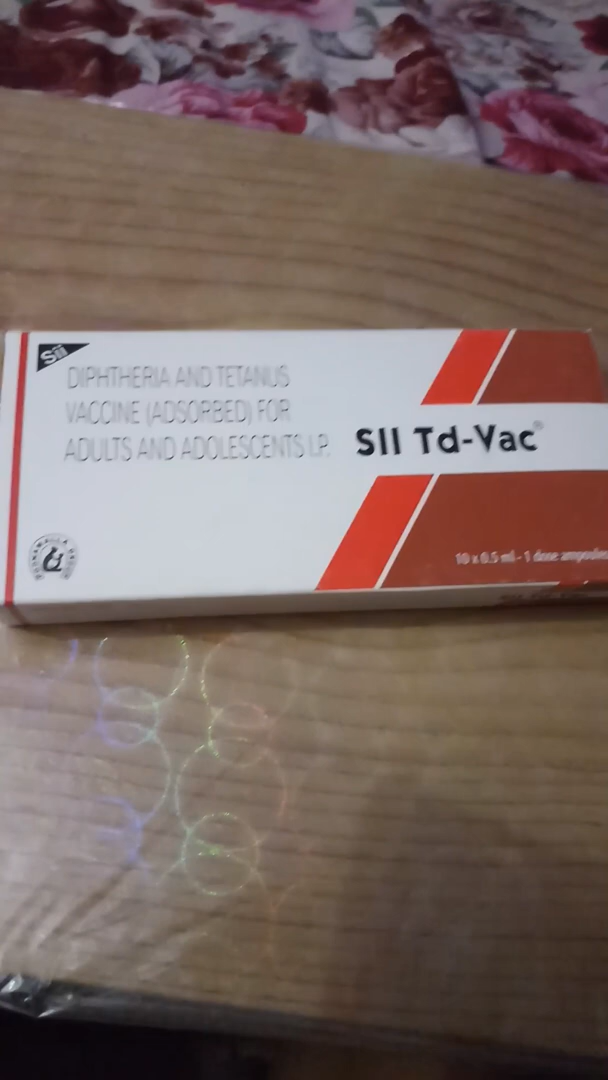 Sii
DIPHTHERIA AND TETANUS
VACCINE (ADSORBED) FOR
ADULTS AND ADOLESCENTS I.P.
SII Td-Vac®
10 x 0.5 ml - 1 dose ampoules